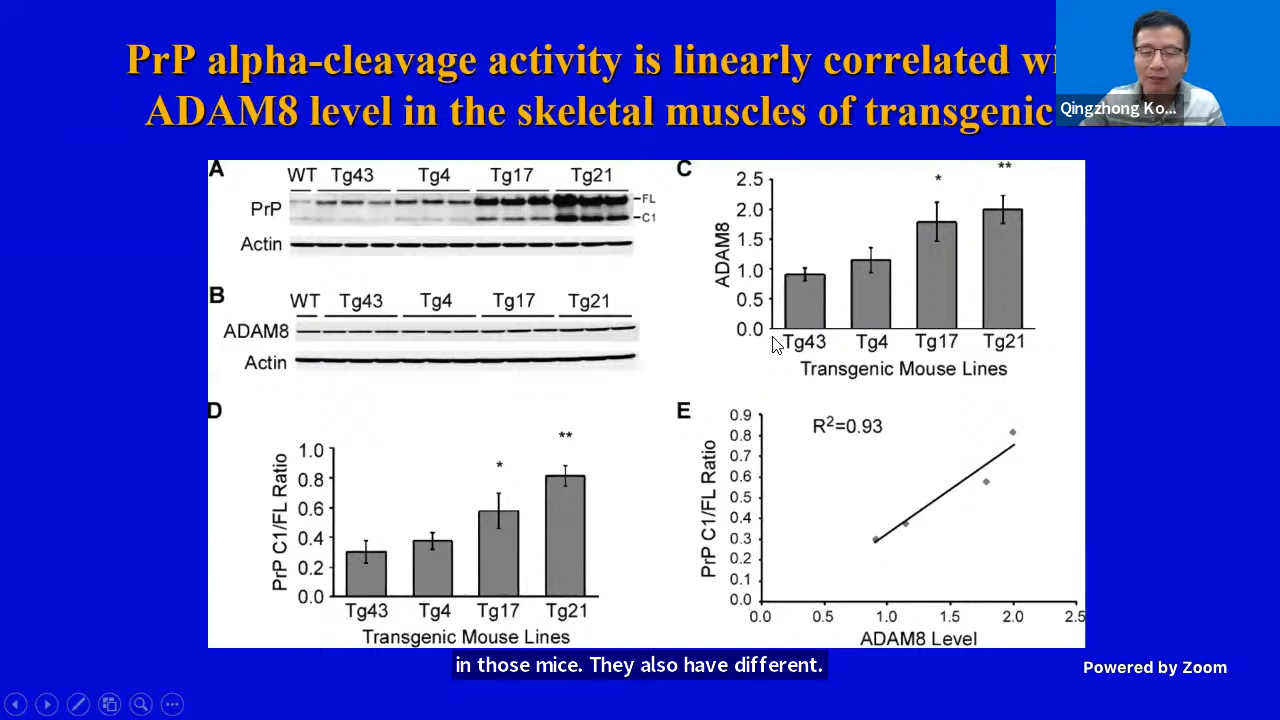 PrP alpha-cleavage activity is linearly correlated wi
ADAM8 level in the skeletal muscles of transgenic
Qingzhong Ko...
A
WT Tg43 Tg4 Tg17 Tg21
PrP
FL
C1
Actin
B
WT Tg43 Tg4 Tg17 Tg21
ADAM8
Actin
C
ADAM8
2.5
2.0
1.5
1.0
0.5
0.0
* **
Tg43 Tg4 Tg17 Tg21
Transgenic Mouse Lines
D
PrP C1/FL Ratio
1.0
0.8
0.6
0.4
0.2
0.0
* **
Tg43 Tg4 Tg17 Tg21
Transgenic Mouse Lines
E
R²=0.93
PrP C1/FL Ratio
0.9
0.8
0.7
0.6
0.5
0.4
0.3
0.2
0.1
0.0
0.0 0.5 1.0 1.5 2.0 2.5
ADAM8 Level
in those mice. They also have different.
Powered by Zoom